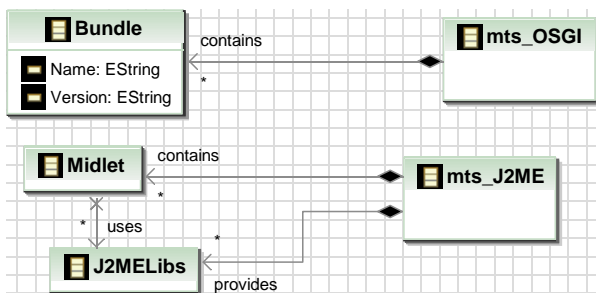 Bundle
Name: EString
Version: EString
contains
*
mts_OSGI
Midlet
contains
*
mts_J2ME
*
uses
*
J2MELibs
provides